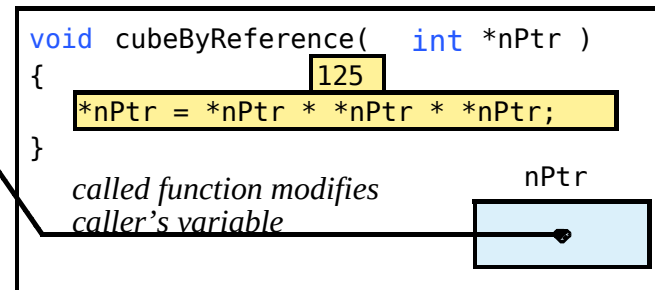 void cubeByReference( int *nPtr )
{
125
*nPtr = *nPtr * *nPtr * *nPtr;
}
nPtr
called function modifies
caller’s variable